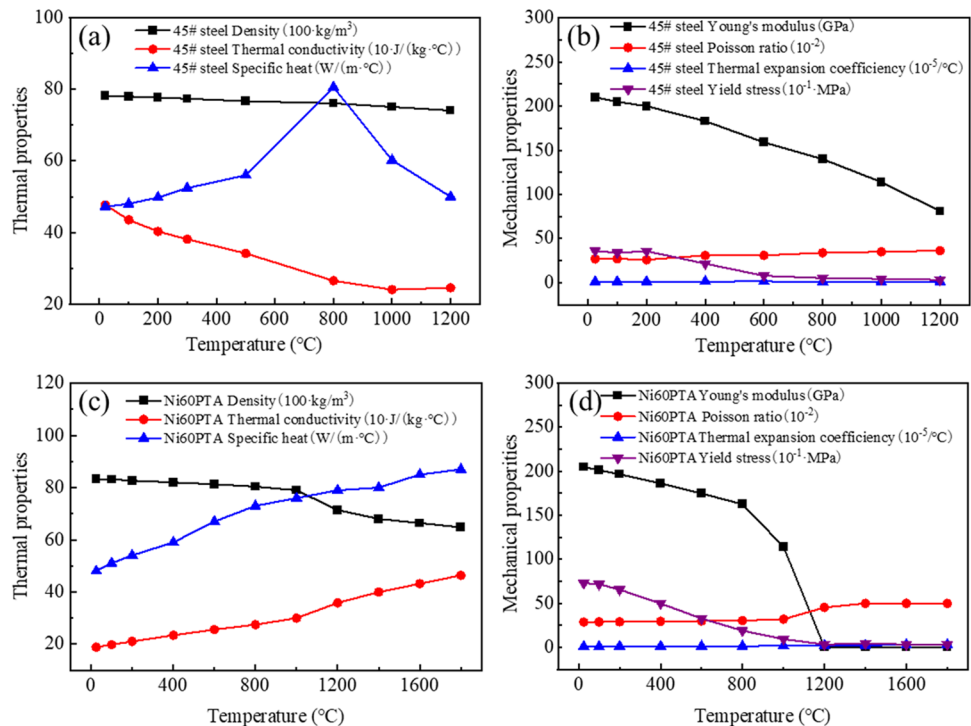 (a)
45# steel Density (100·kg/m³)
45# steel Thermal conductivity (10·J/(kg·℃))
45# steel Specific heat (W/(m·℃))
Thermal properties
100
80
60
40
20
0 200 400 600 800 1000 1200
Temperature (℃)
(b)
45# steel Young's modulus (GPa)
45# steel Poisson ratio (10⁻²)
45# steel Thermal expansion coefficiency (10⁻⁵/℃)
45# steel Yield stress (10⁻¹·MPa)
Mechanical properities
300
250
200
150
100
50
0
0 200 400 600 800 1000 1200
Temperature (℃)
(c)
Ni60PTA Density (100·kg/m³)
Ni60PTA Thermal conductivity (10·J/(kg·℃))
Ni60PTA Specific heat (W/(m·℃))
Thermal properties
120
100
80
60
40
20
0 400 800 1200 1600
Temperature (℃)
(d)
Ni60PTA Young's modulus (GPa)
Ni60PTA Poisson ratio (10⁻²)
Ni60PTA Thermal expansion coefficiency (10⁻⁵/℃)
Ni60PTA Yield stress (10⁻¹·MPa)
Mechanical properities
300
250
200
150
100
50
0
0 400 800 1200 1600
Temperature (℃)